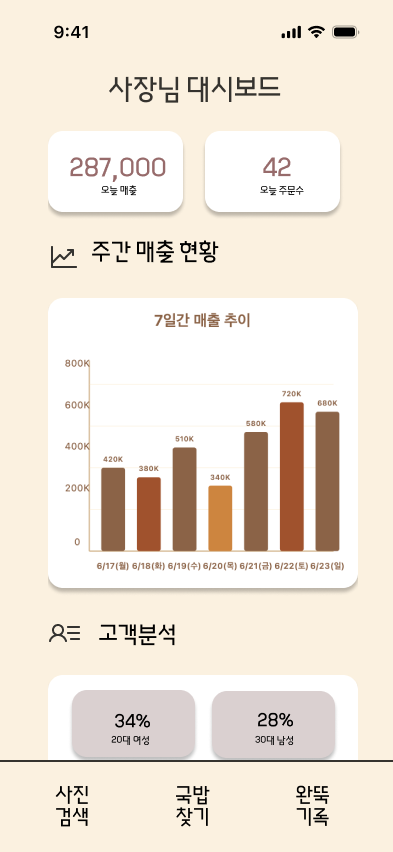 9:41
사장님 대시보드
287,000
오늘 매출
42
오늘 주문수
주간 매출 현황
7일간 매출 추이
800K
600K
400K
200K
0
420K
380K
510K
340K
580K
720K
680K
6/17(월) 6/18(화) 6/19(수) 6/20(목) 6/21(금) 6/22(토) 6/23(일)
고객분석
34%
20대 여성
28%
30대 남성
사진
검색
국밥
찾기
완뚝
기록